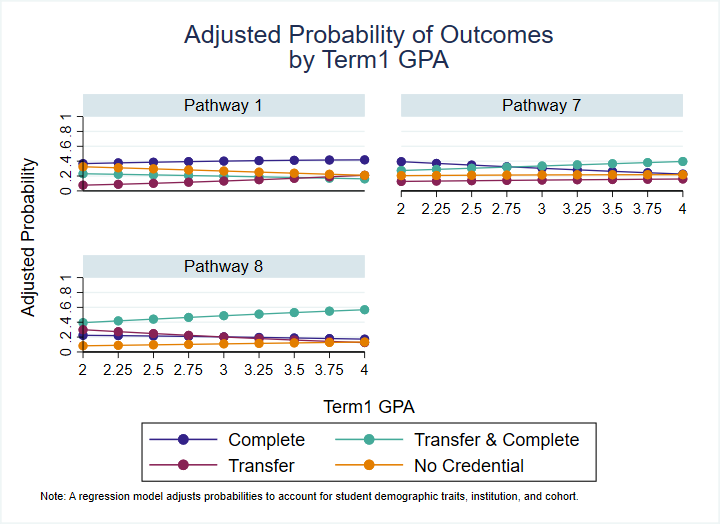 Adjusted Probability of Outcomes
by Term1 GPA
Pathway 1
Pathway 7
0 .2 .4 .6 .8 1
2 2.25 2.5 2.75 3 3.25 3.5 3.75 4
Pathway 8
0 .2 .4 .6 .8 1
2 2.25 2.5 2.75 3 3.25 3.5 3.75 4
Adjusted Probability
Term1 GPA
Complete
Transfer & Complete
Transfer
No Credential
Note: A regression model adjusts probabilities to account for student demographic traits, institution, and cohort.